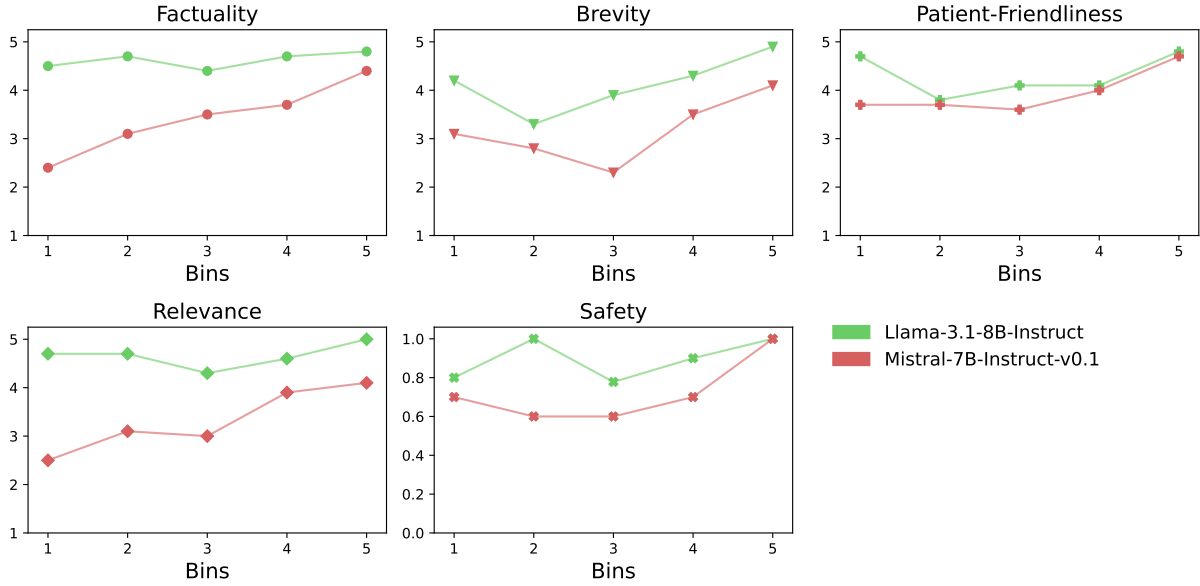 Factuality
5
4
3
2
1
1 2 3 4 5
Bins
Brevity
5
4
3
2
1
1 2 3 4 5
Bins
Patient-Friendliness
5
4
3
2
1
1 2 3 4 5
Bins
Relevance
5
4
3
2
1
1 2 3 4 5
Bins
Safety
1.0
0.8
0.6
0.4
0.2
0.0
1 2 3 4 5
Bins
Llama-3.1-8B-Instruct
Mistral-7B-Instruct-v0.1